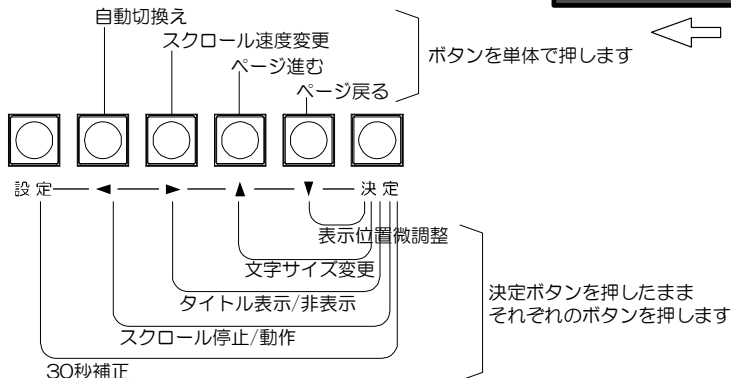 自動切換え
スクロール速度変更
ページ進む
ページ戻る
ボタンを単体で押します
設定 ◄ ► ▲ ▼ 決定
表示位置微調整
文字サイズ変更
タイトル表示/非表示
スクロール停止/動作
30秒補正
決定ボタンを押したまま
それぞれのボタンを押します